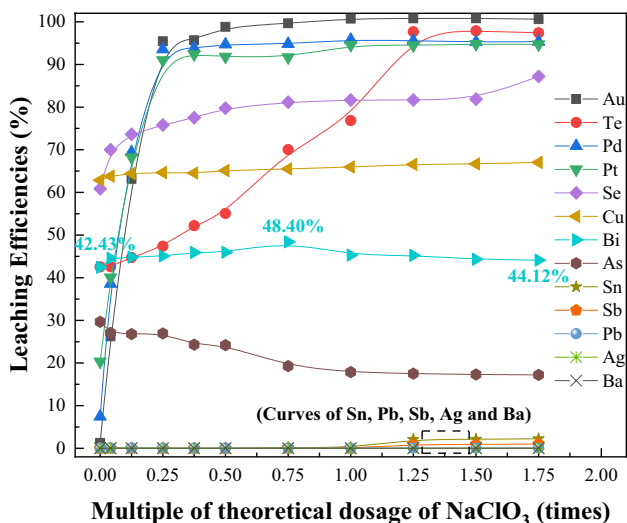 Leaching Efficiencies (%)
100
90
80
70
60
50
40
30
20
10
0
42.43%
48.40%
44.12%
(Curves of Sn, Pb, Sb, Ag and Ba)
Au
Te
Pd
Pt
Se
Cu
Bi
As
Sn
Sb
Pb
Ag
Ba
0.00 0.25 0.50 0.75 1.00 1.25 1.50 1.75 2.00
Multiple of theoretical dosage of NaClO₃ (times)